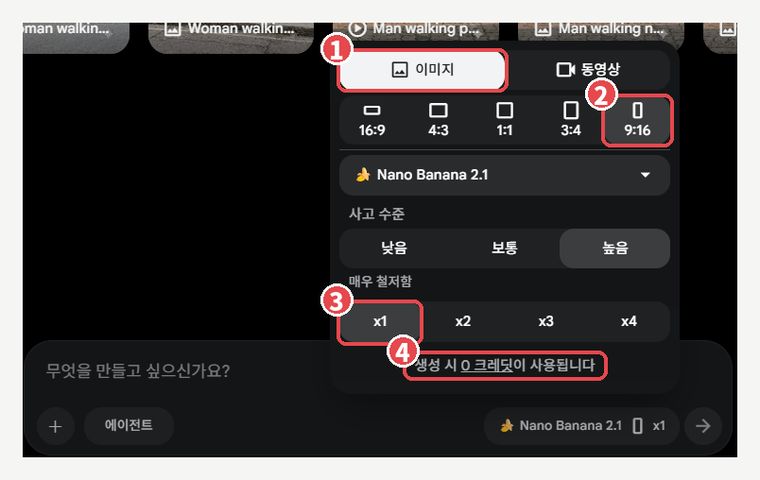 oman walkin...
Woman walkin...
Man walking p...
Man walking n...
1
이미지
동영상
2
16:9
4:3
1:1
3:4
9:16
Nano Banana 2.1
사고 수준
낮음
보통
높음
매우 철저함
3
x1
x2
x3
x4
4
생성 시 0 크레딧이 사용됩니다
무엇을 만들고 싶으신가요?
에이전트
Nano Banana 2.1
x1